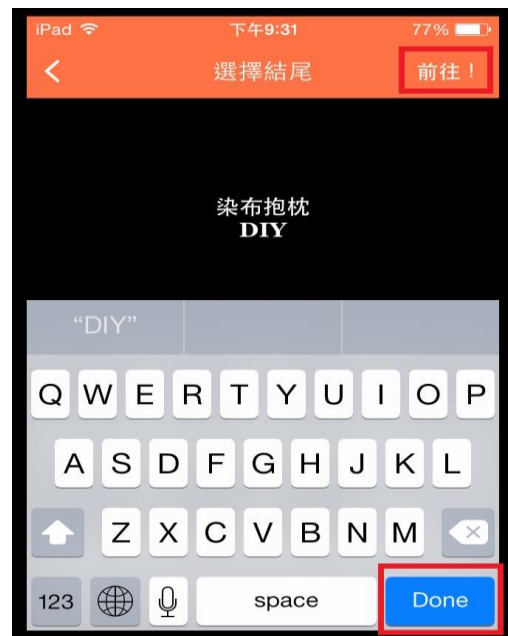 iPad 下午9:31 77%
選擇結尾 前往！
染布抱枕
DIY
“DIY”
Q W E R T Y U I O P
A S D F G H J K L
Z X C V B N M
123 space Done